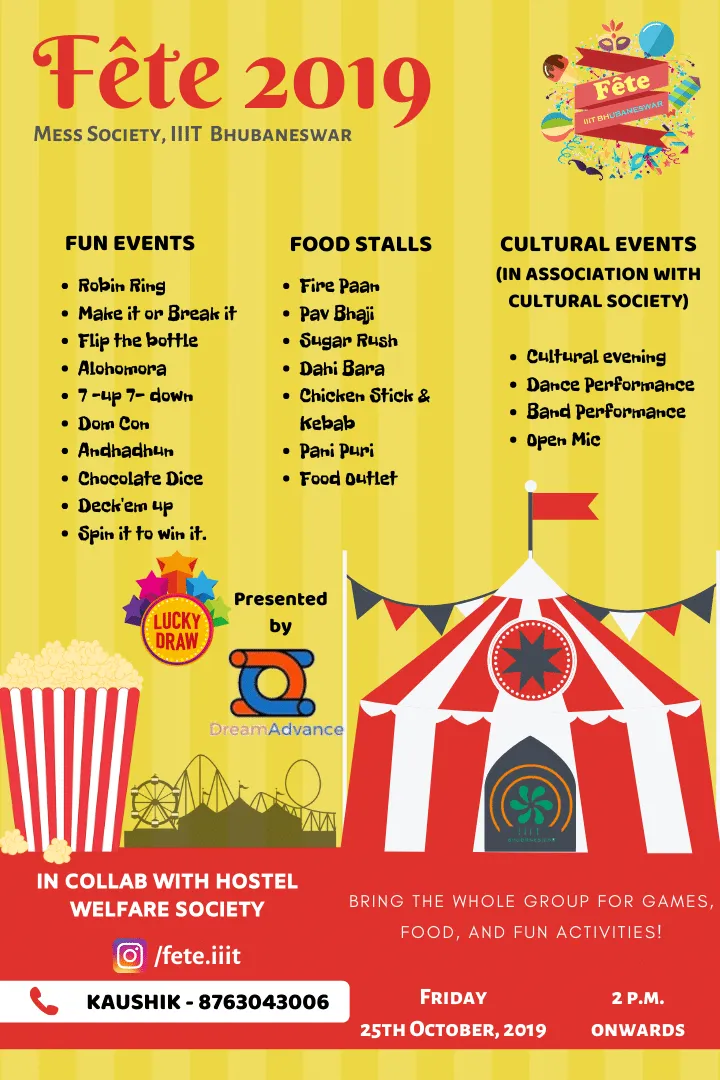 Fête 2019
Mess Society, IIIT Bhubaneswar
Fête
IIIT BHUBANESWAR
FUN EVENTS
Robin Ring
Make it or Break it
Flip the bottle
Alohomora
7 -up 7- down
Dom Con
Andhadhun
Chocolate Dice
Deck'em up
Spin it to win it.
FOOD STALLS
Fire Paan
Pav Bhaji
Sugar Rush
Dahi Bara
Chicken Stick &
Kebab
Pani Puri
Food outlet
CULTURAL EVENTS
(IN ASSOCIATION WITH
CULTURAL SOCIETY)
Cultural evening
Dance Performance
Band Performance
Open Mic
LUCKY
DRAW
Presented
by
DreamAdvance
IIIT
BHUBANESWAR
IN COLLAB WITH HOSTEL
WELFARE SOCIETY
/fete.iiit
KAUSHIK - 8763043006
BRING THE WHOLE GROUP FOR GAMES,
FOOD, AND FUN ACTIVITIES!
Friday
25th October, 2019
2 p.m.
onwards